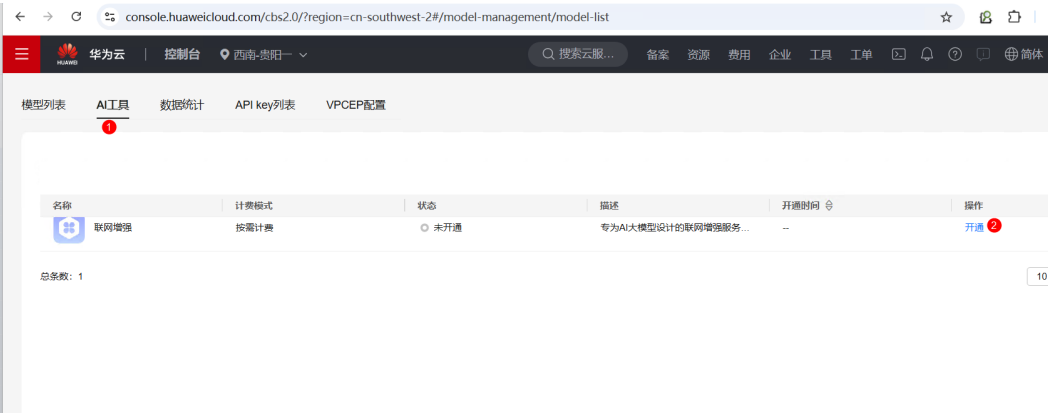 console.huaweicloud.com/cbs2.0/?region=cn-southwest-2#/model-management/model-list
HUAWEI 华为云 | 控制台 西南-贵阳一 搜索云服... 备案 资源 费用 企业 工具 工单 简体
模型列表 AI工具 数据统计 API key列表 VPCEP配置
1
名称 计费模式 状态 描述 开通时间 操作
联网增强 按需计费 未开通 专为AI大模型设计的联网增强服务... -- 开通 2
总条数：1 10